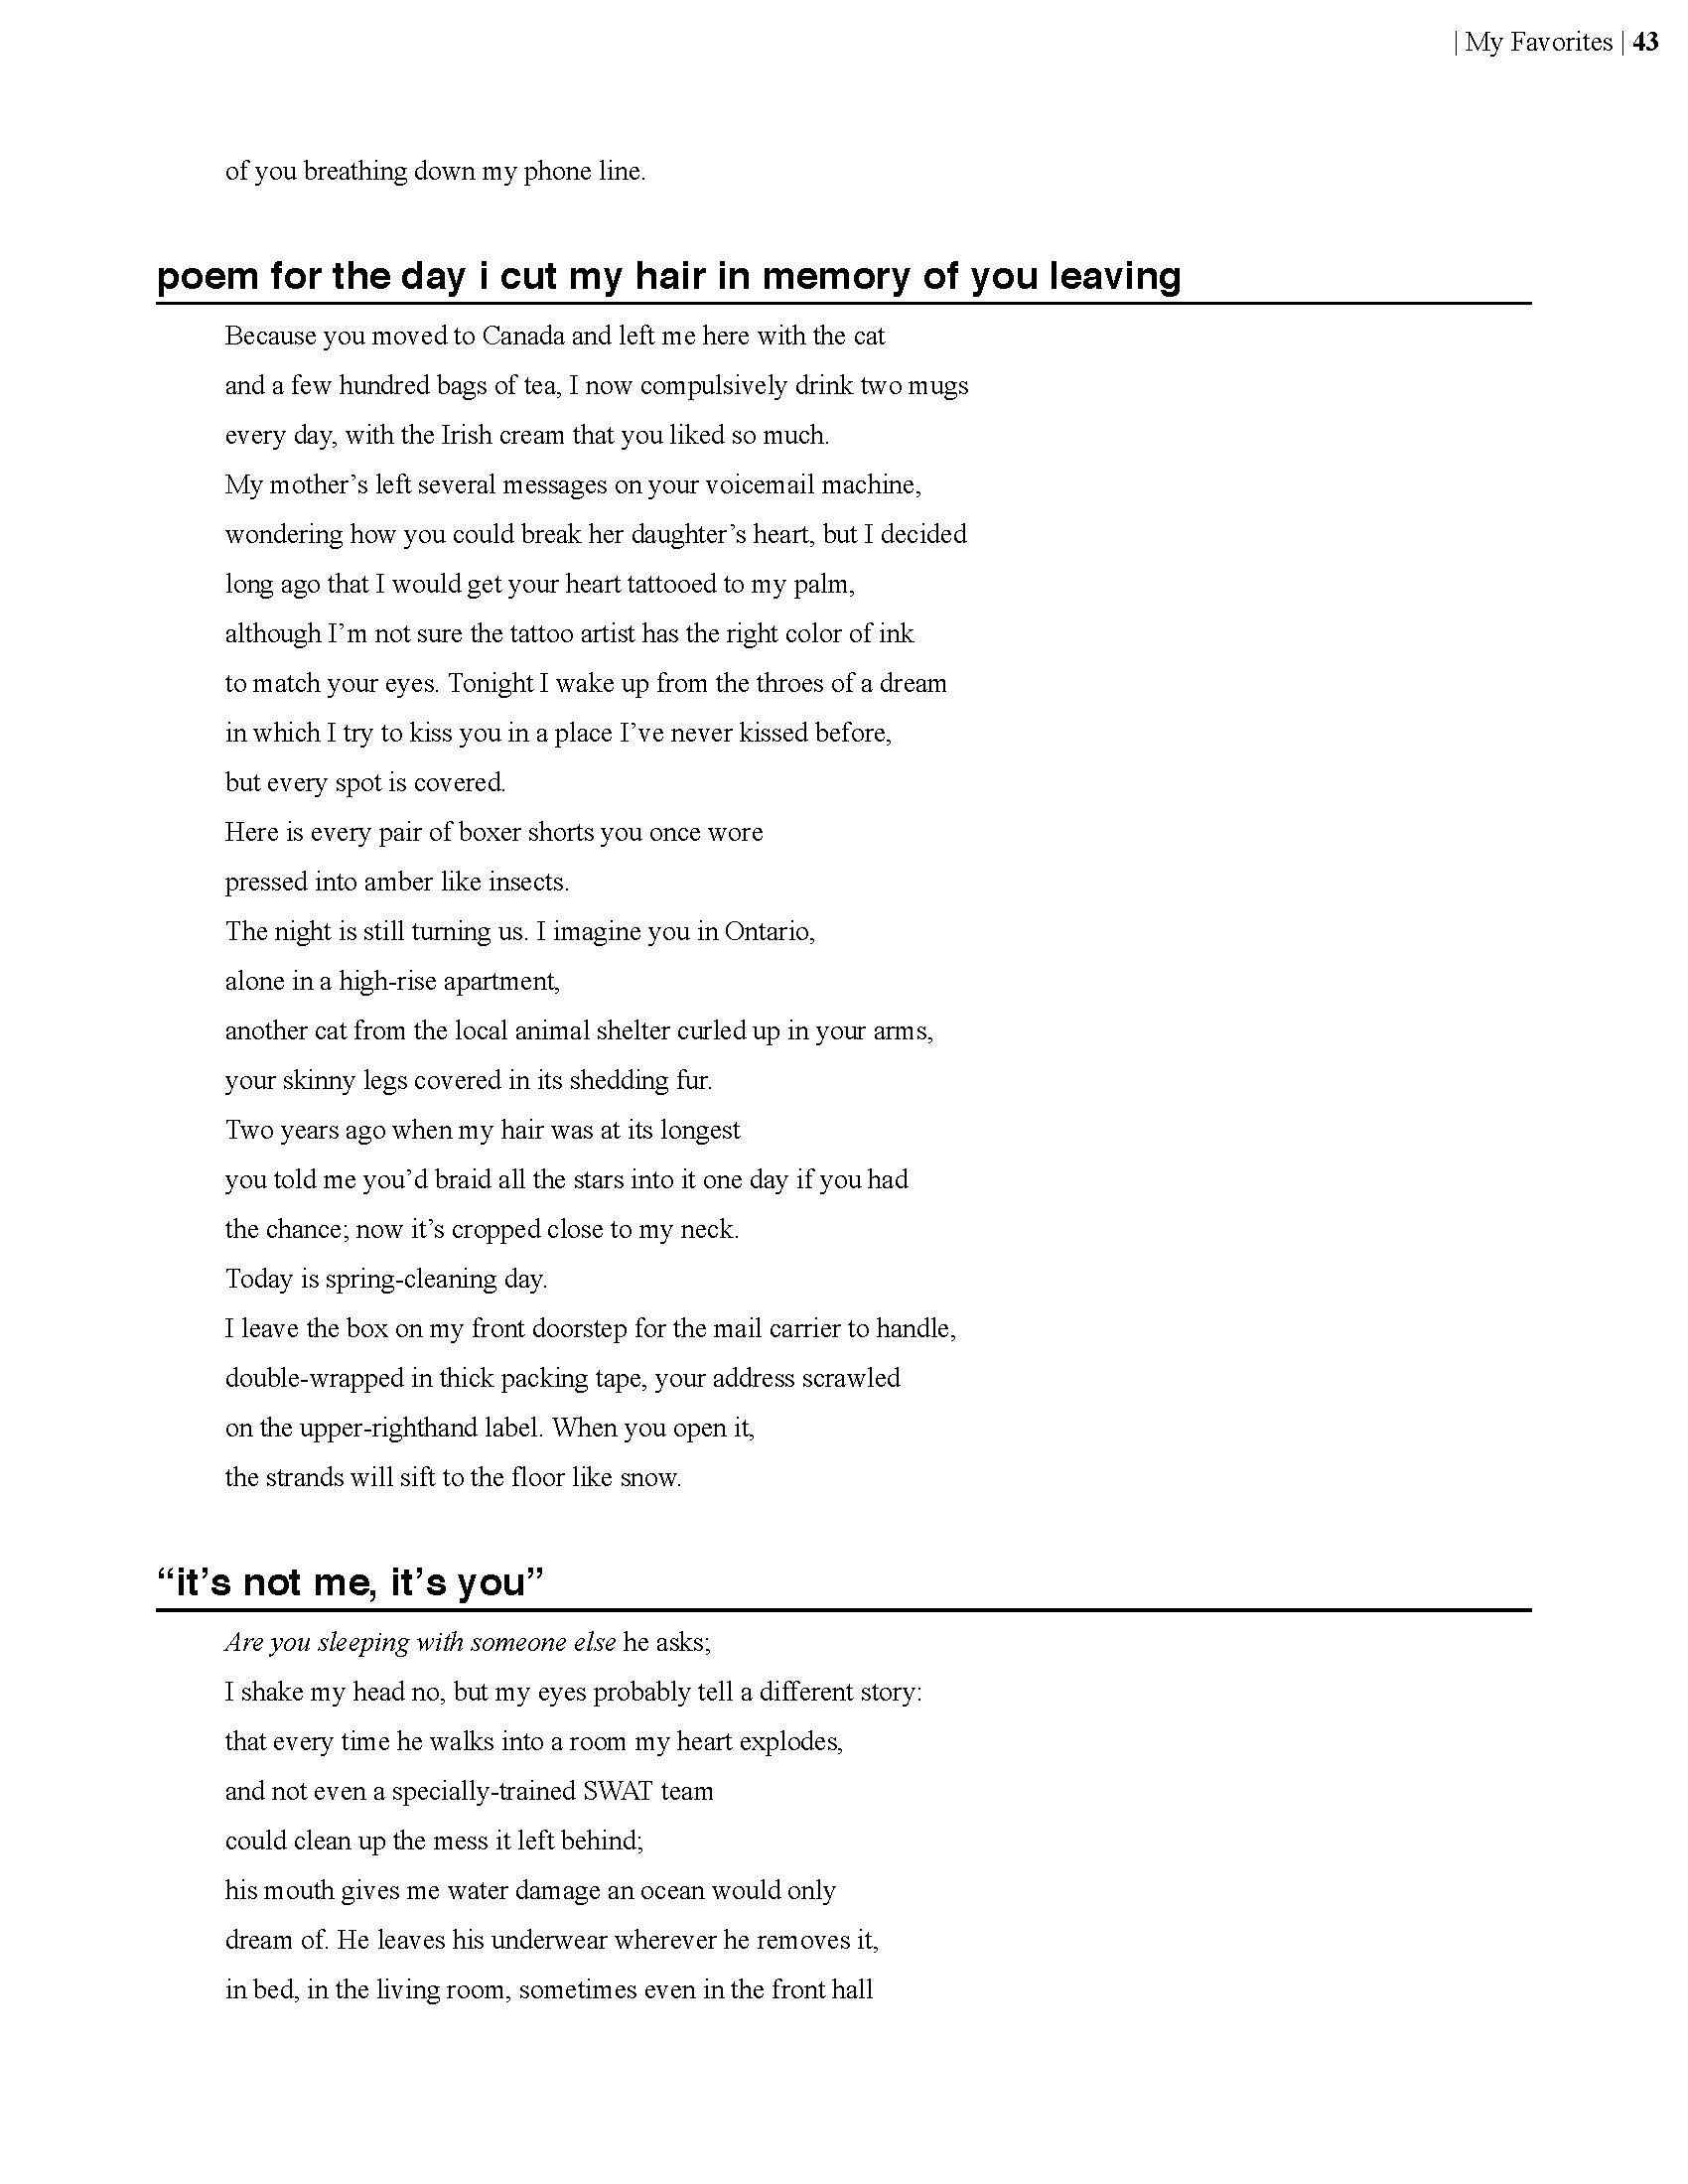 | My Favorites | 43
of you breathing down my phone line.
poem for the day i cut my hair in memory of you leaving
Because you moved to Canada and left me here with the cat
and a few hundred bags of tea, I now compulsively drink two mugs
every day, with the Irish cream that you liked so much.
My mother’s left several messages on your voicemail machine,
wondering how you could break her daughter’s heart, but I decided
long ago that I would get your heart tattooed to my palm,
although I’m not sure the tattoo artist has the right color of ink
to match your eyes. Tonight I wake up from the throes of a dream
in which I try to kiss you in a place I’ve never kissed before,
but every spot is covered.
Here is every pair of boxer shorts you once wore
pressed into amber like insects.
The night is still turning us. I imagine you in Ontario,
alone in a high-rise apartment,
another cat from the local animal shelter curled up in your arms,
your skinny legs covered in its shedding fur.
Two years ago when my hair was at its longest
you told me you’d braid all the stars into it one day if you had
the chance; now it’s cropped close to my neck.
Today is spring-cleaning day.
I leave the box on my front doorstep for the mail carrier to handle,
double-wrapped in thick packing tape, your address scrawled
on the upper-righthand label. When you open it,
the strands will sift to the floor like snow.
“it’s not me, it’s you”
Are you sleeping with someone else he asks;
I shake my head no, but my eyes probably tell a different story:
that every time he walks into a room my heart explodes,
and not even a specially-trained SWAT team
could clean up the mess it left behind;
his mouth gives me water damage an ocean would only
dream of. He leaves his underwear wherever he removes it,
in bed, in the living room, sometimes even in the front hall